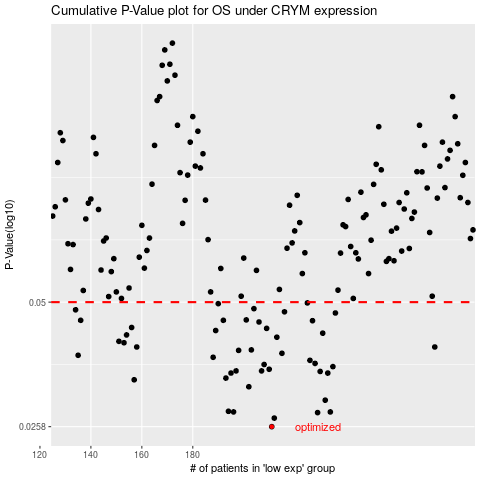 Cumulative P-Value plot for OS under CRYM expression
P-Value(log10)
0.05
0.0258
optimized
120 140 160 180
# of patients in 'low exp' group